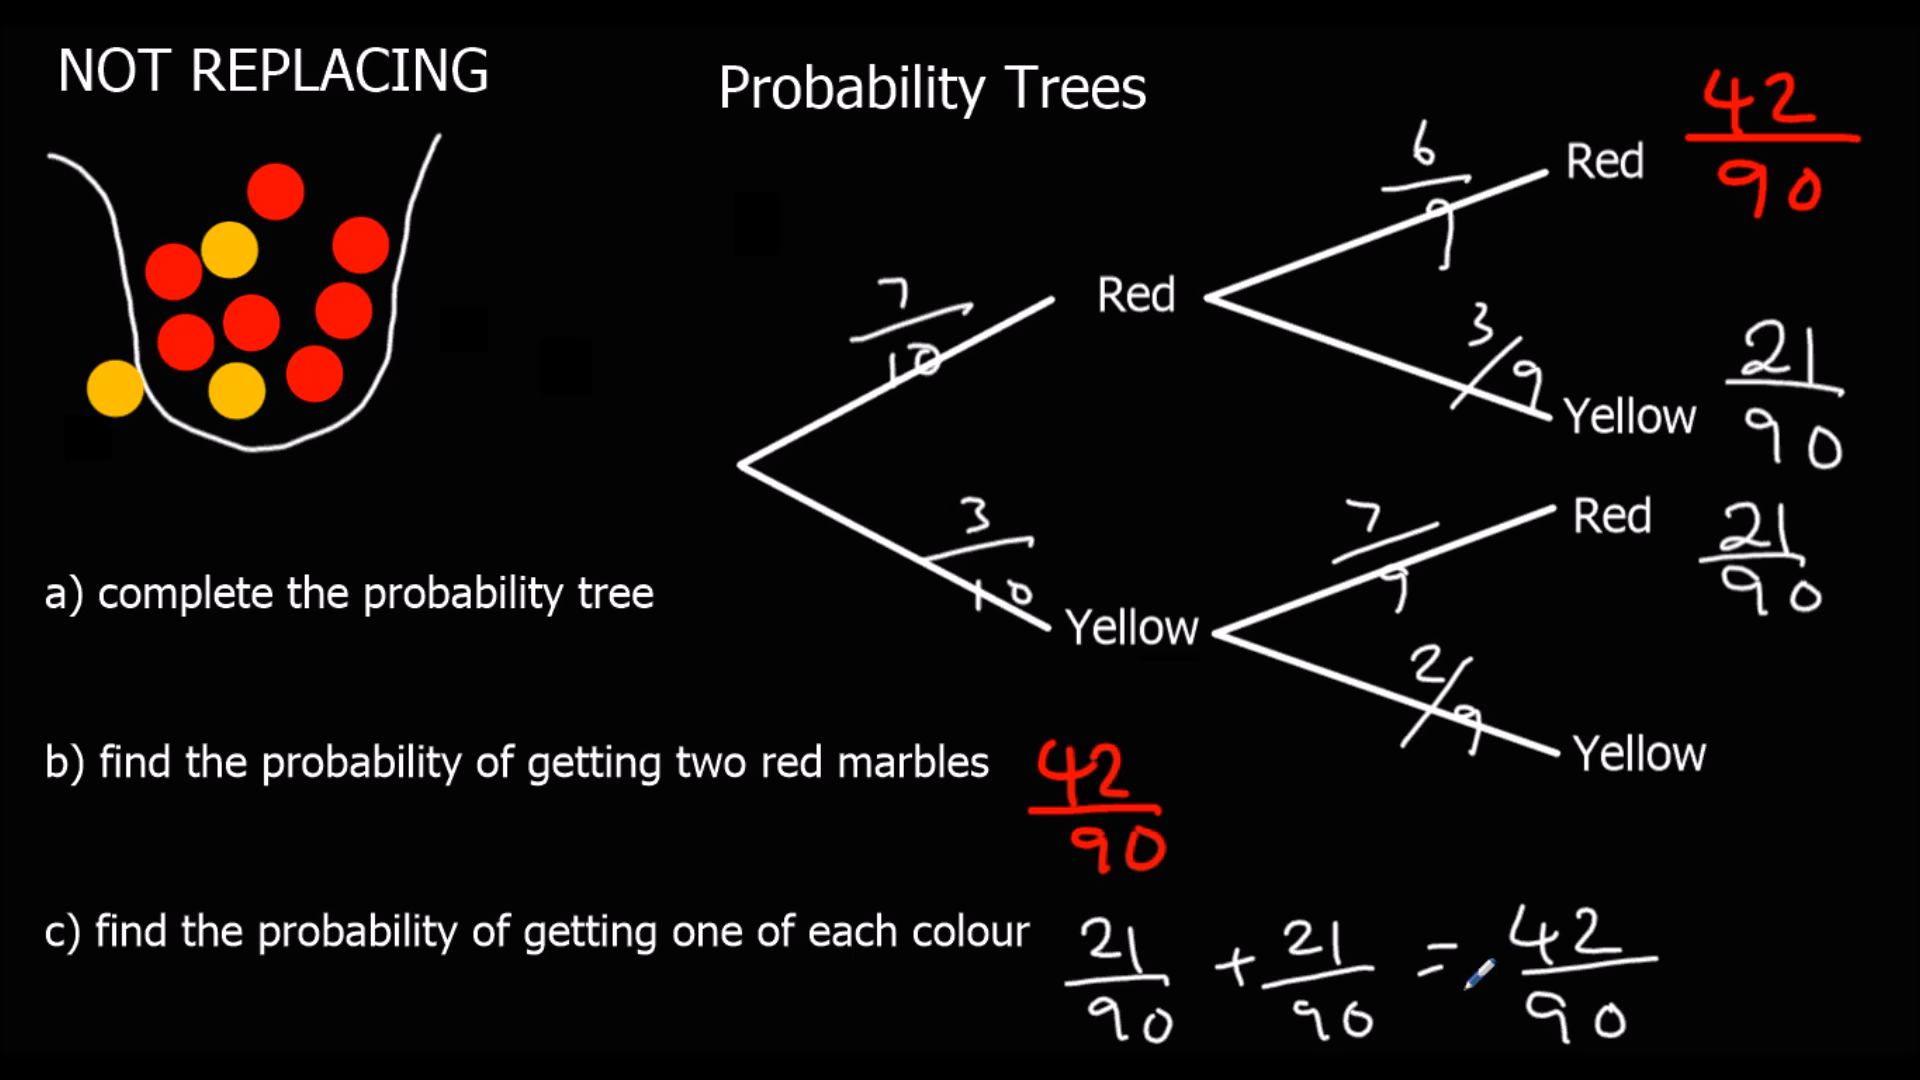 NOT REPLACING
Probability Trees
7/10
Red
6/9
Red
42/90
3/9
Yellow
21/90
3/10
Yellow
7/9
Red
21/90
2/9
Yellow
a) complete the probability tree
b) find the probability of getting two red marbles 42/90
c) find the probability of getting one of each colour 21/90 + 21/90 = 42/90